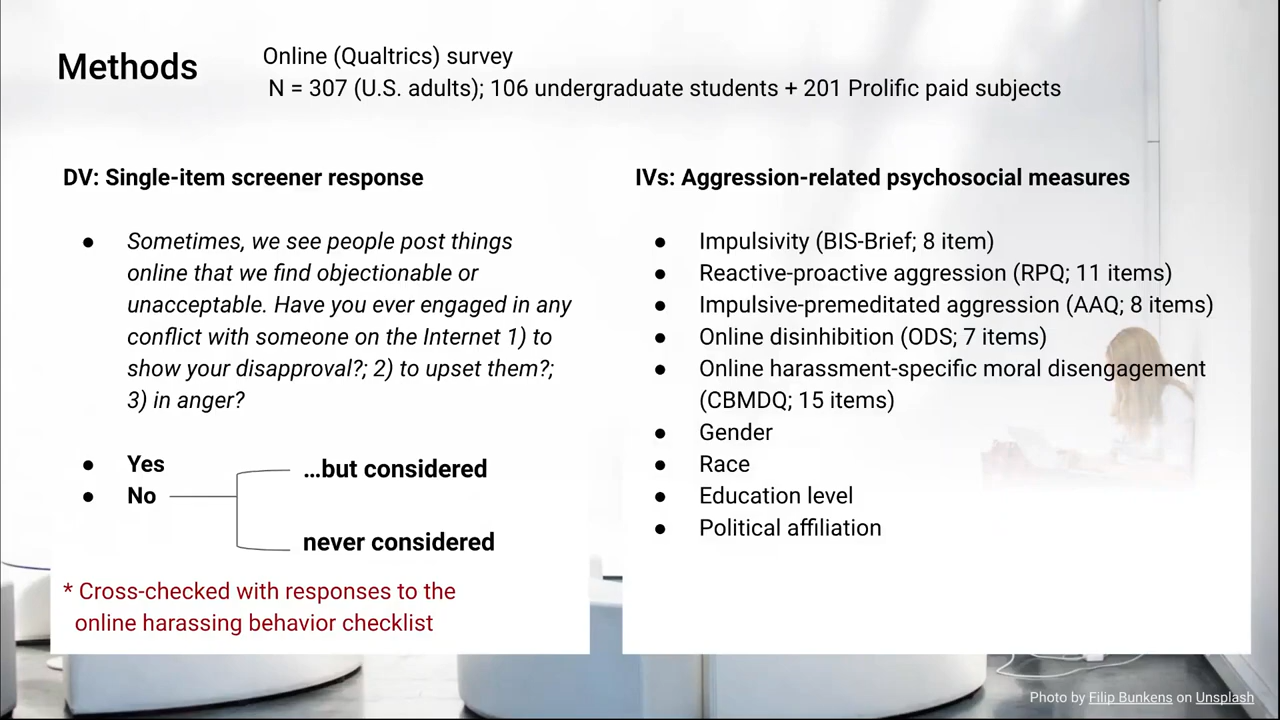 Methods
Online (Qualtrics) survey
N = 307 (U.S. adults); 106 undergraduate students + 201 Prolific paid subjects
DV: Single-item screener response
● Sometimes, we see people post things
online that we find objectionable or
unacceptable. Have you ever engaged in any
conflict with someone on the Internet 1) to
show your disapproval?; 2) to upset them?;
3) in anger?
● Yes
● No
…but considered
never considered
* Cross-checked with responses to the
online harassing behavior checklist
IVs: Aggression-related psychosocial measures
● Impulsivity (BIS-Brief; 8 item)
● Reactive-proactive aggression (RPQ; 11 items)
● Impulsive-premeditated aggression (AAQ; 8 items)
● Online disinhibition (ODS; 7 items)
● Online harassment-specific moral disengagement
(CBMDQ; 15 items)
● Gender
● Race
● Education level
● Political affiliation
Photo by Filip Bunkens on Unsplash